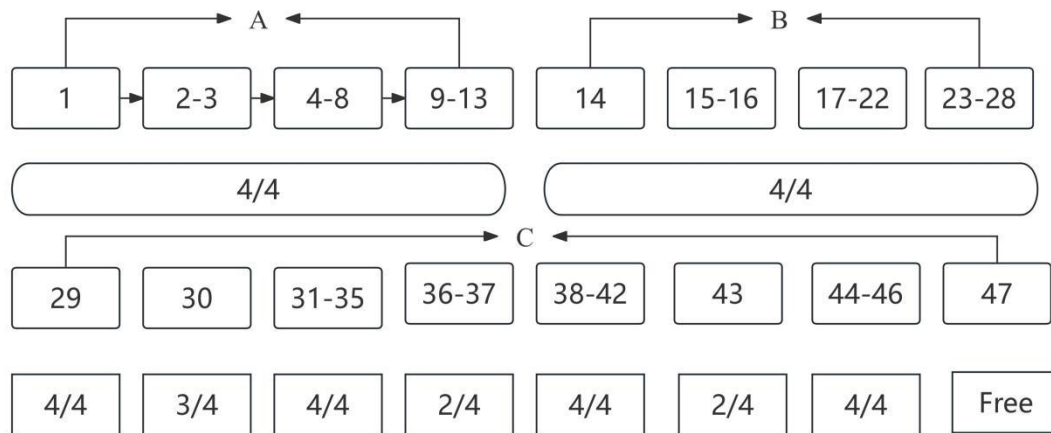 A B
1 2-3 4-8 9-13 14 15-16 17-22 23-28
4/4 4/4
C
29 30 31-35 36-37 38-42 43 44-46 47
4/4 3/4 4/4 2/4 4/4 2/4 4/4 Free